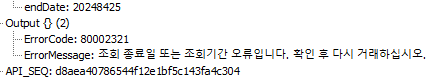 endDate: 20248425
Output {} (2)
ErrorCode: 80002321
ErrorMessage: 조회 종료일 또는 조회기간 오류입니다. 확인 후 다시 거래하십시오.
API_SEQ: d8aea40786544f12e1bf5c143fa4c304